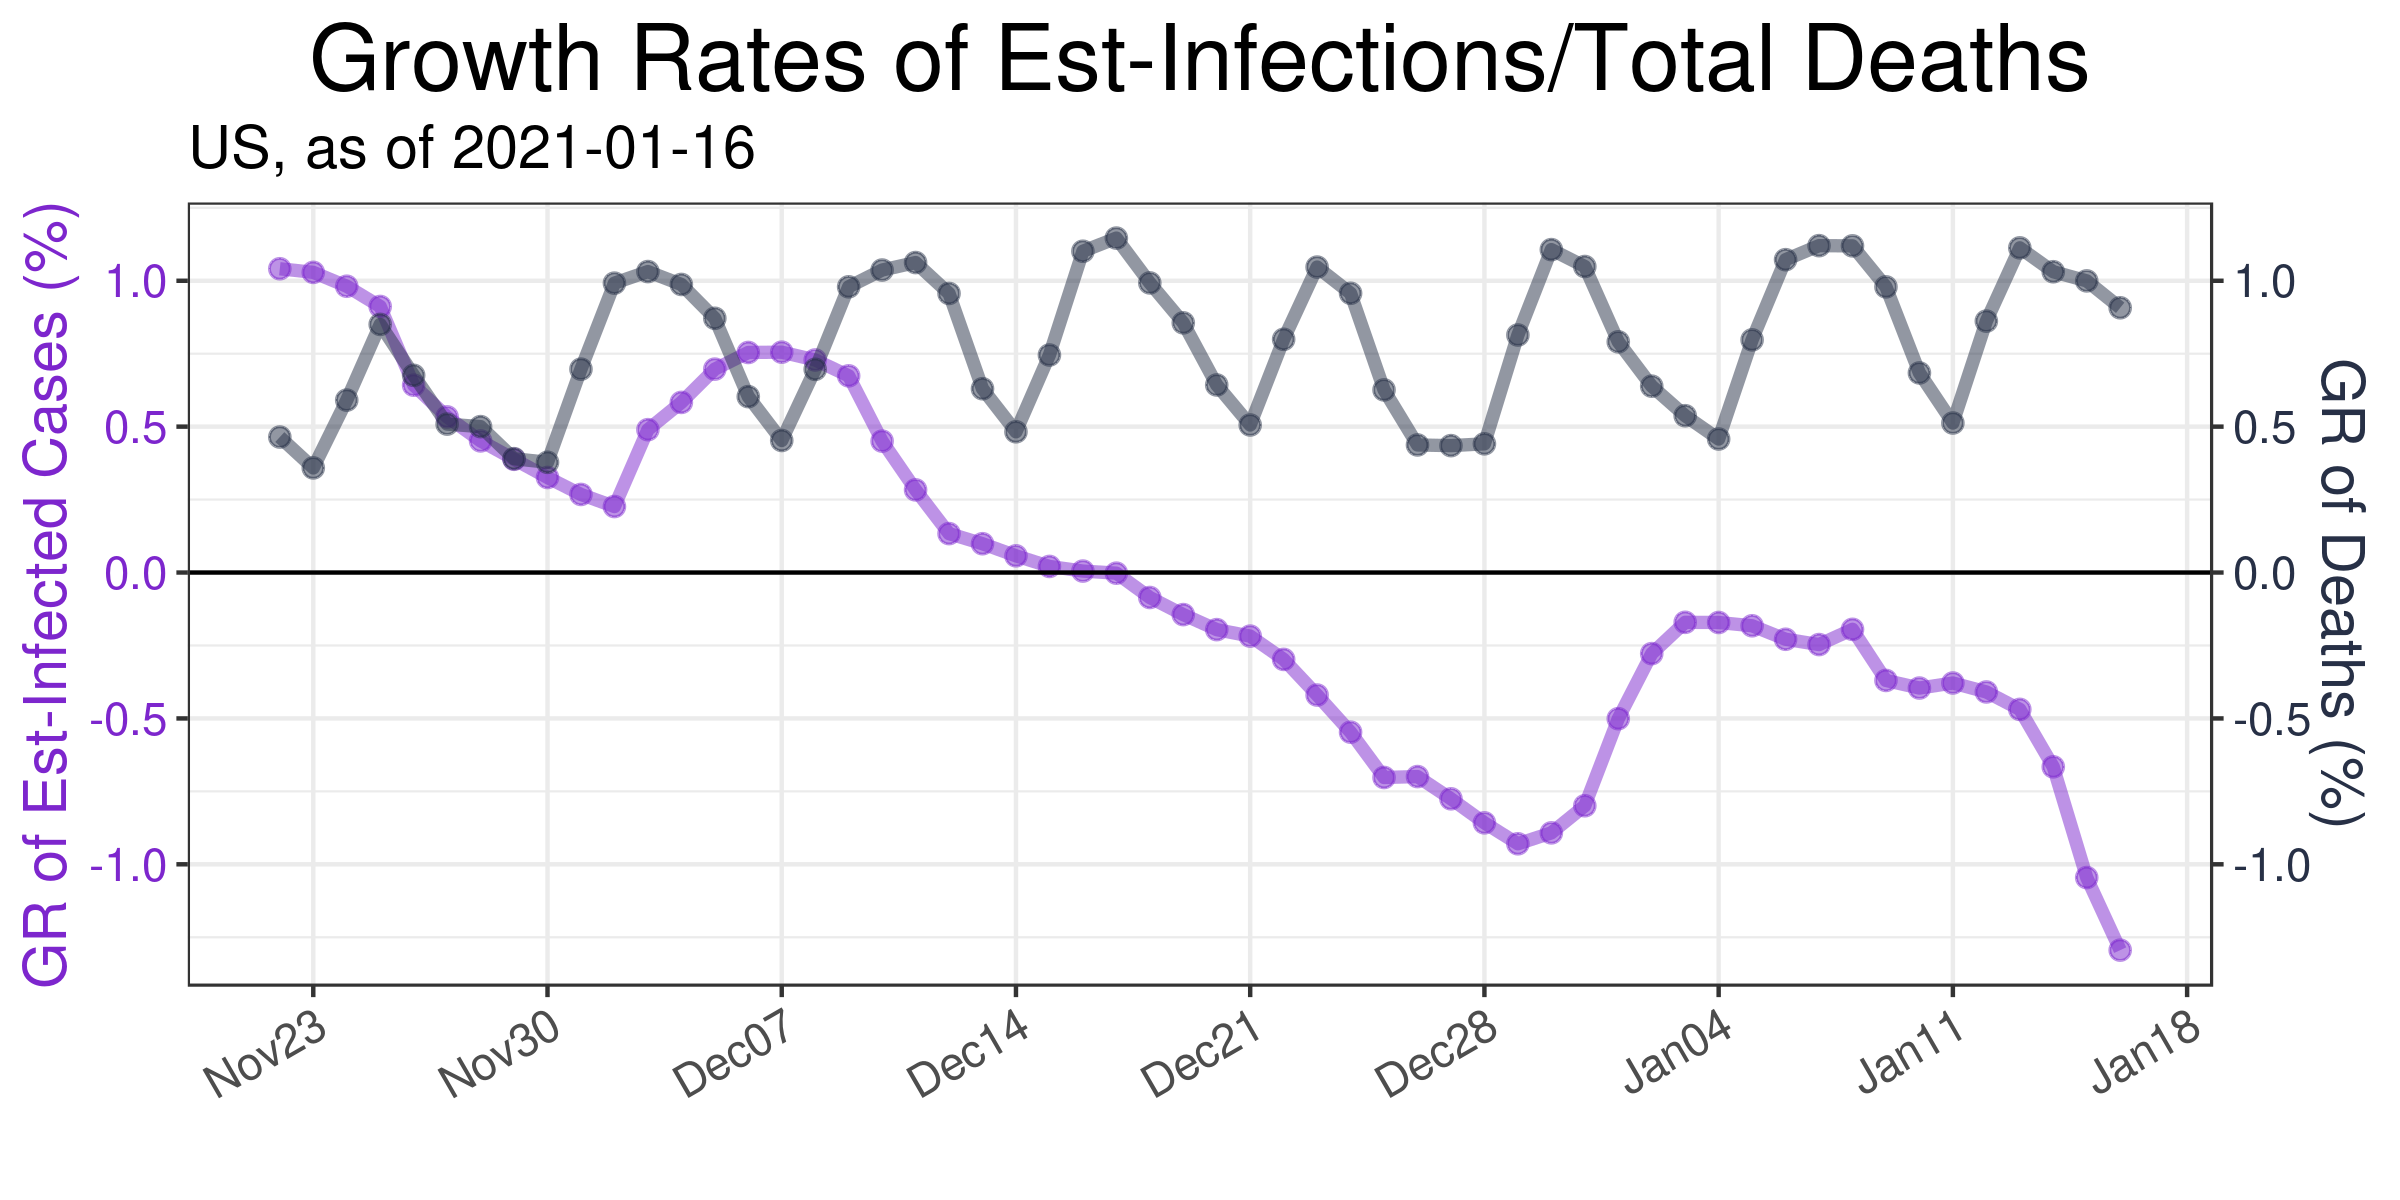 Growth Rates of Est-Infections/Total Deaths
US, as of 2021-01-16
GR of Est-Infected Cases (%)
1.0
0.5
0.0
-0.5
-1.0
1.0
0.5
0.0
-0.5
-1.0
GR of Deaths (%)
Nov23
Nov30
Dec07
Dec14
Dec21
Dec28
Jan04
Jan11
Jan18